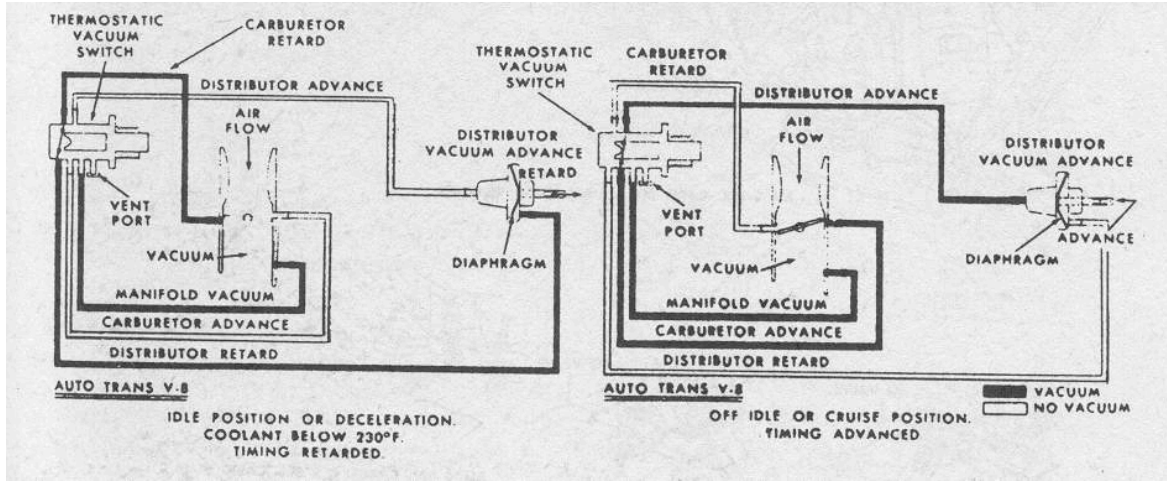 THERMOSTATIC
VACUUM
SWITCH
CARBURETOR
RETARD
DISTRIBUTOR ADVANCE
AIR
FLOW
DISTRIBUTOR
VACUUM ADVANCE
RETARD
VENT
PORT
VACUUM
DIAPHRAGM
MANIFOLD VACUUM
CARBURETOR ADVANCE
DISTRIBUTOR RETARD
AUTO TRANS V-8
IDLE POSITION OR DECELERATION.
COOLANT BELOW 230°F.
TIMING RETARDED.
THERMOSTATIC
VACUUM
SWITCH
CARBURETOR
RETARD
DISTRIBUTOR ADVANCE
AIR
FLOW
DISTRIBUTOR
VACUUM ADVANCE
VENT
PORT
ADVANCE
VACUUM
DIAPHRAGM
MANIFOLD VACUUM
CARBURETOR ADVANCE
DISTRIBUTOR RETARD
AUTO TRANS V-8
VACUUM
NO VACUUM
OFF IDLE OR CRUISE POSITION.
TIMING ADVANCED